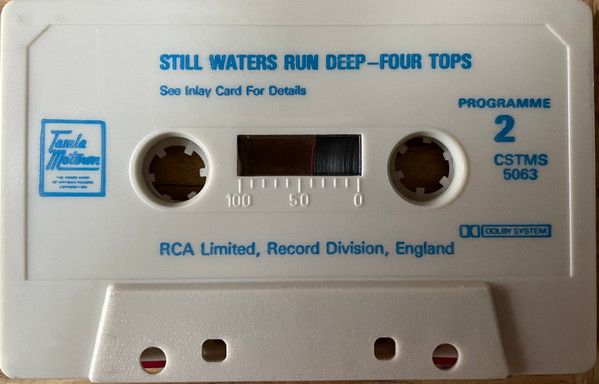 STILL WATERS RUN DEEP–FOUR TOPS
See Inlay Card For Details
PROGRAMME
2
CSTMS
5063
Tamla
Motown
100 50 0
DOLBY SYSTEM
RCA Limited, Record Division, England